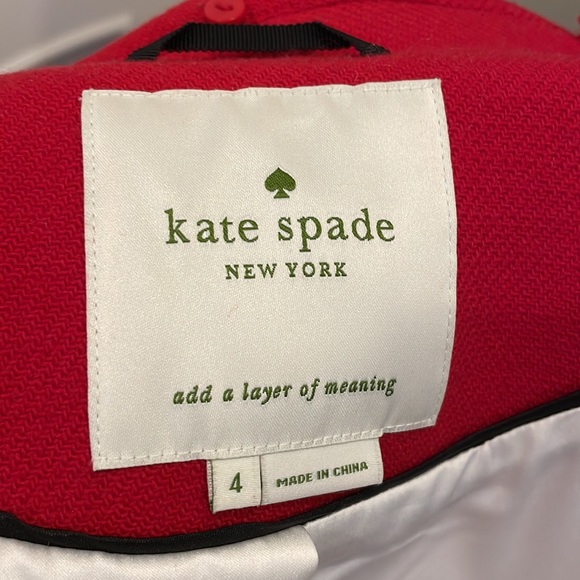 kate spade
NEW YORK
add a layer of meaning
4
MADE IN CHINA